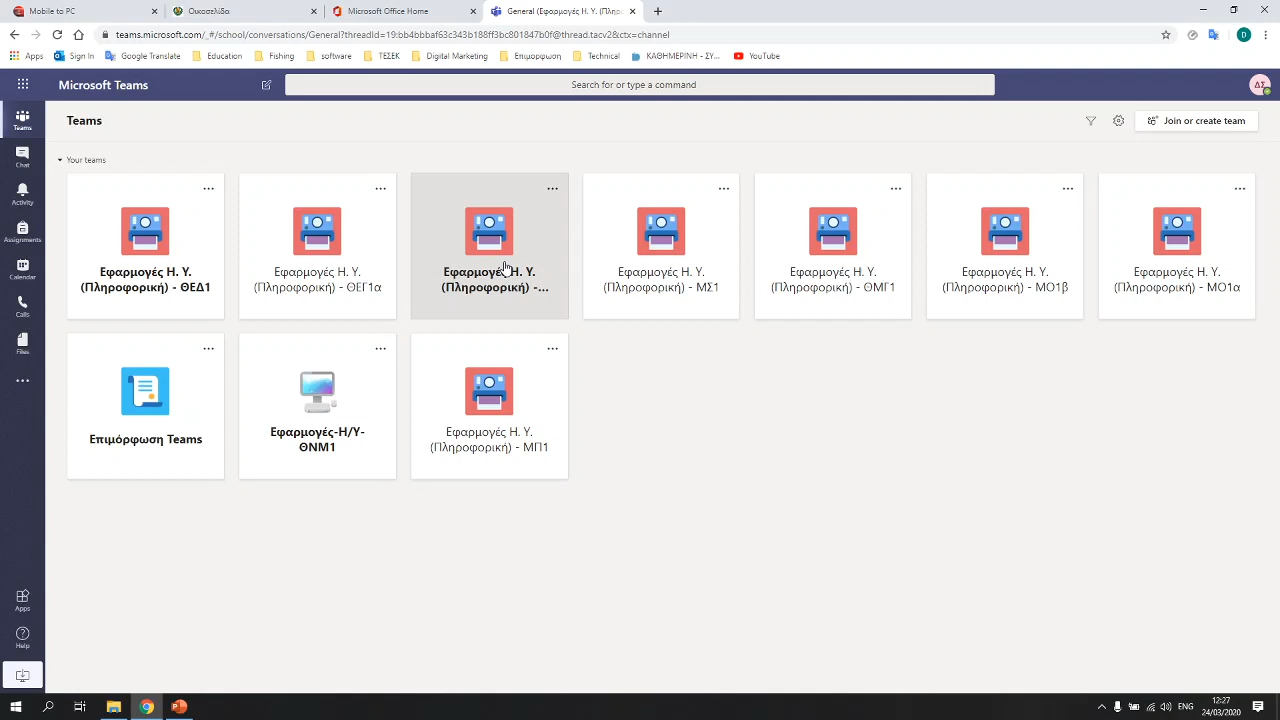 Mobile to PC
Οικοσελίδα
Microsoft Office Home
General (Εφαρμογές Η. Υ. (Πληρο
teams.microsoft.com/_#/school/conversations/General?threadId=19:bb4bbbaf63c343b188ff3bc801847b0f@thread.tacv2&ctx=channel
D
Apps
Sign In
Google Translate
Education
Fishing
software
ΤΕΣΕΚ
Digital Marketing
Επιμορφωση
Technical
ΚΑΘΗΜΕΡΙΝΗ - ΣΥ...
YouTube
Microsoft Teams
Search for or type a command
ΔΣ
Teams
Chat
Activity
Assignments
Calendar
Calls
Files
Apps
Help
Teams
Join or create team
Your teams
Εφαρμογές Η. Υ.
(Πληροφορική) - ΘΕΔ1
Εφαρμογές Η. Υ.
(Πληροφορική) - ΘΕΓ1α
Εφαρμογές Η. Υ.
(Πληροφορική) -...
Εφαρμογές Η. Υ.
(Πληροφορική) - ΜΣ1
Εφαρμογές Η. Υ.
(Πληροφορική) - ΘΜΓ1
Εφαρμογές Η. Υ.
(Πληροφορική) - ΜΟ1β
Εφαρμογές Η. Υ.
(Πληροφορική) - ΜΟ1α
Επιμόρφωση Teams
Εφαρμογές-Η/Υ-
ΘΝΜ1
Εφαρμογές Η. Υ.
(Πληροφορική) - ΜΠ1
ENG
12:27
24/03/2020